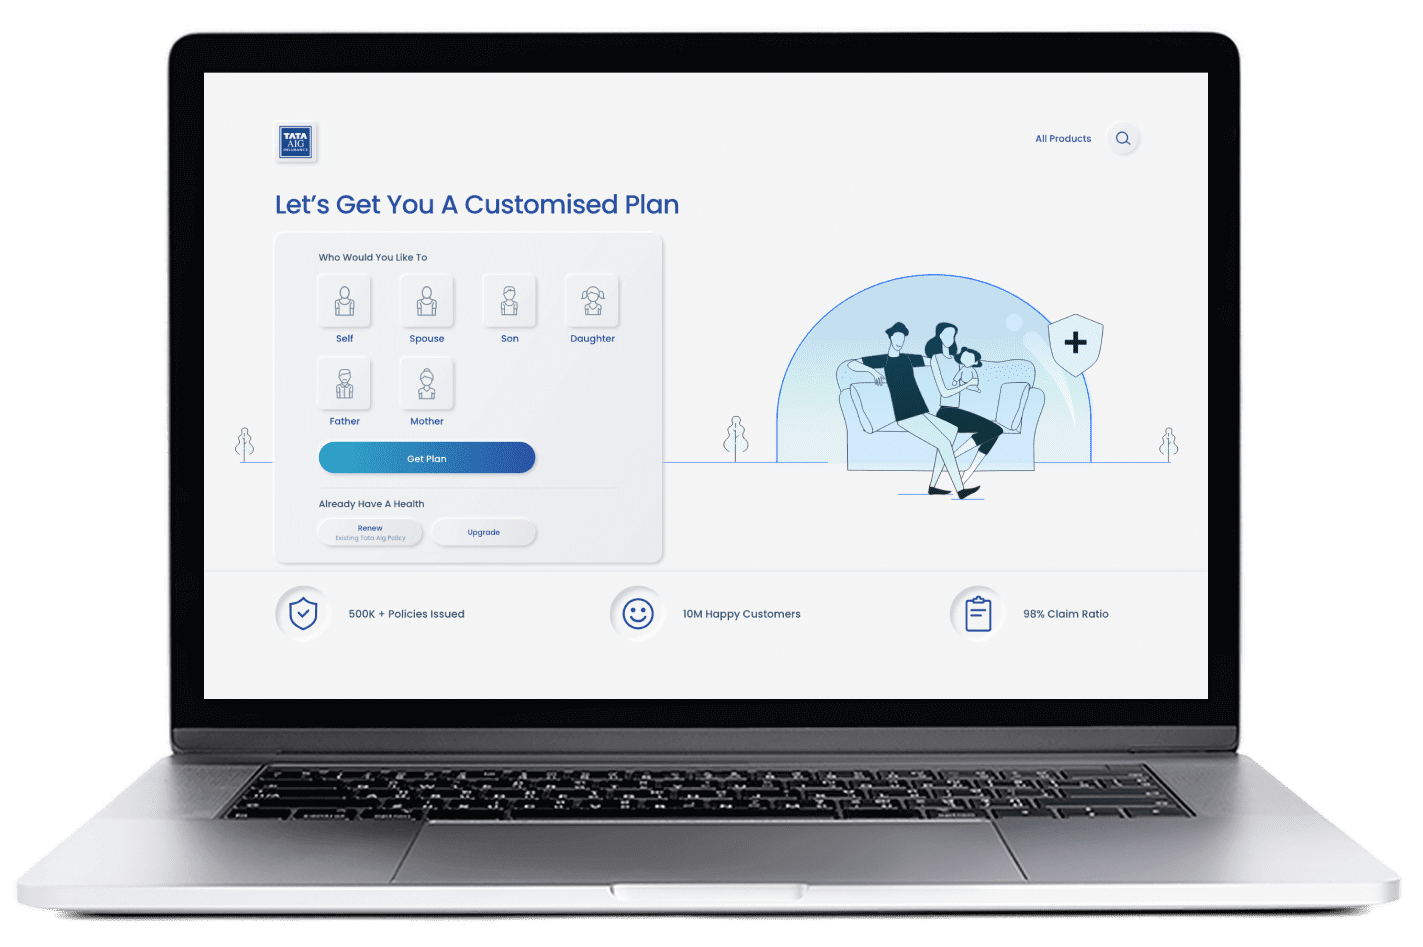 TATA
AIG
INSURANCE
All Products
Let's Get You A Customised Plan
Who Would You Like To
Self
Spouse
Son
Daughter
Father
Mother
Get Plan
Already Have A Health
Renew
Existing Tata Aig Policy
Upgrade
500K + Policies Issued
10M Happy Customers
98% Claim Ratio